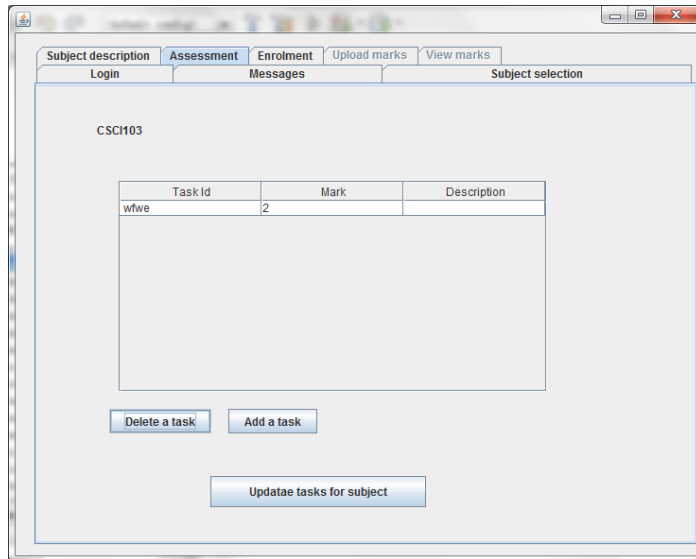 Subject description Assessment Enrolment Upload marks View marks
Login Messages Subject selection
CSCI103
Task Id Mark Description
wfwe 2
Delete a task Add a task
Updatae tasks for subject